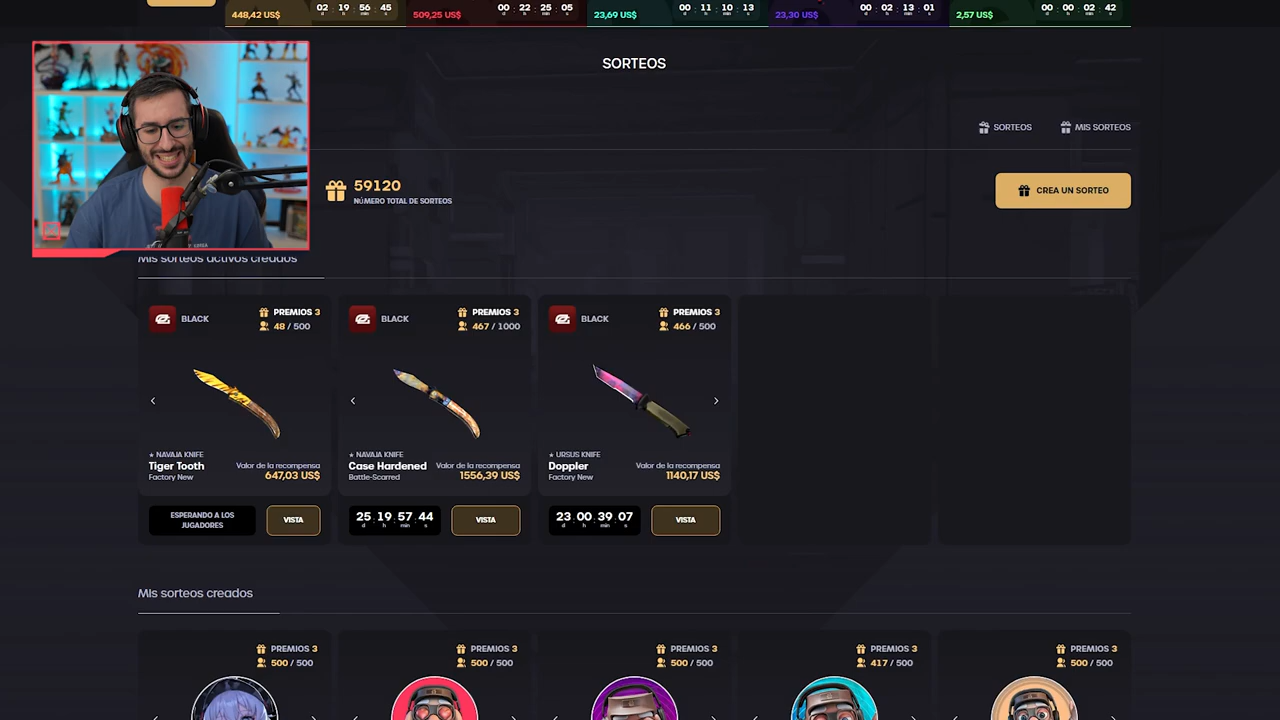 448,42 US$
02 : 19 : 56 : 45
d h min s
509,25 US$
00 : 22 : 25 : 05
d h min s
23,69 US$
00 : 11 : 10 : 13
d h min s
23,30 US$
00 : 02 : 13 : 01
d h min s
2,57 US$
00 : 00 : 02 : 42
d h min s
SORTEOS
SORTEOS
MIS SORTEOS
59120
NÚMERO TOTAL DE SORTEOS
CREA UN SORTEO
Mis sorteos activos creados
BLACK
PREMIOS 3
48 / 500
★ NAVAJA KNIFE
Tiger Tooth
Factory New
Valor de la recompensa
647,03 US$
ESPERANDO A LOS
JUGADORES
VISTA
BLACK
PREMIOS 3
467 / 1000
★ NAVAJA KNIFE
Case Hardened
Battle-Scarred
Valor de la recompensa
1556,39 US$
25 : 19 : 57 : 44
d h min s
VISTA
BLACK
PREMIOS 3
466 / 500
★ URSUS KNIFE
Doppler
Factory New
Valor de la recompensa
1140,17 US$
23 : 00 : 39 : 07
d h min s
VISTA
Mis sorteos creados
PREMIOS 3
500 / 500
PREMIOS 3
500 / 500
PREMIOS 3
500 / 500
PREMIOS 3
417 / 500
PREMIOS 3
500 / 500